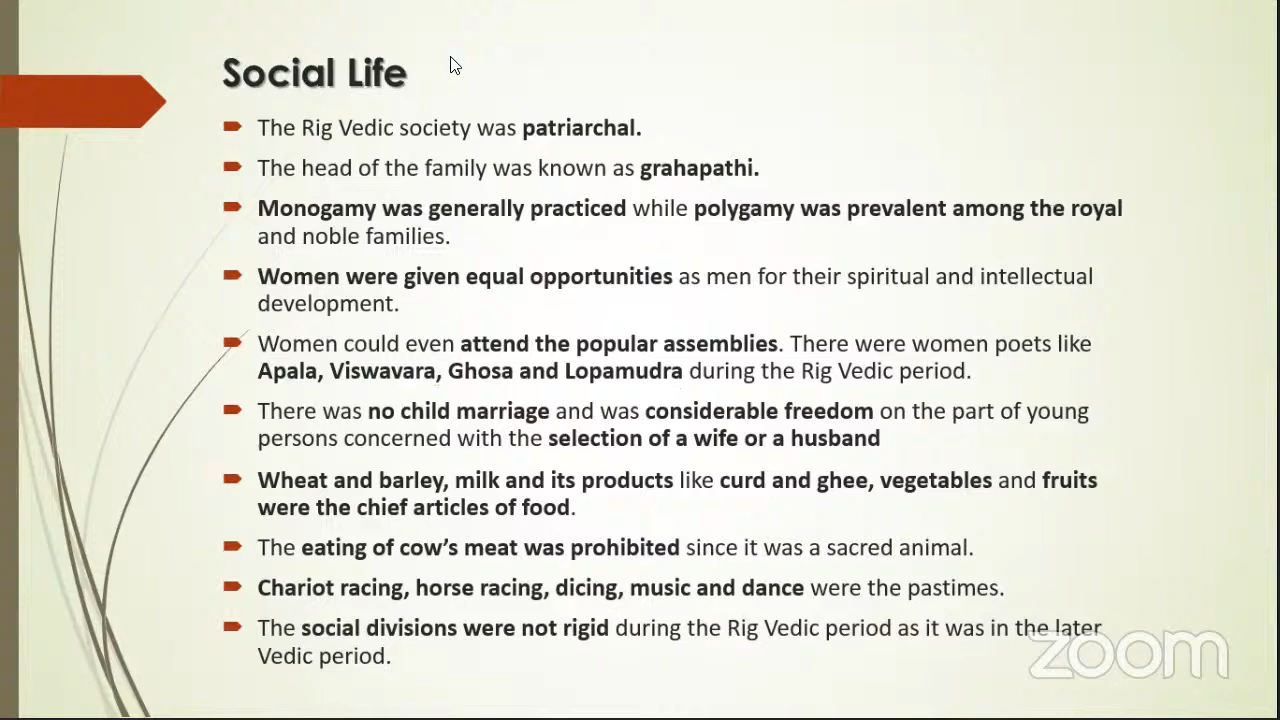 Social Life
The Rig Vedic society was patriarchal.
The head of the family was known as grahapathi.
Monogamy was generally practiced while polygamy was prevalent among the royal
and noble families.
Women were given equal opportunities as men for their spiritual and intellectual
development.
Women could even attend the popular assemblies. There were women poets like
Apala, Viswavara, Ghosa and Lopamudra during the Rig Vedic period.
There was no child marriage and was considerable freedom on the part of young
persons concerned with the selection of a wife or a husband
Wheat and barley, milk and its products like curd and ghee, vegetables and fruits
were the chief articles of food.
The eating of cow’s meat was prohibited since it was a sacred animal.
Chariot racing, horse racing, dicing, music and dance were the pastimes.
The social divisions were not rigid during the Rig Vedic period as it was in the later
Vedic period.
zoom